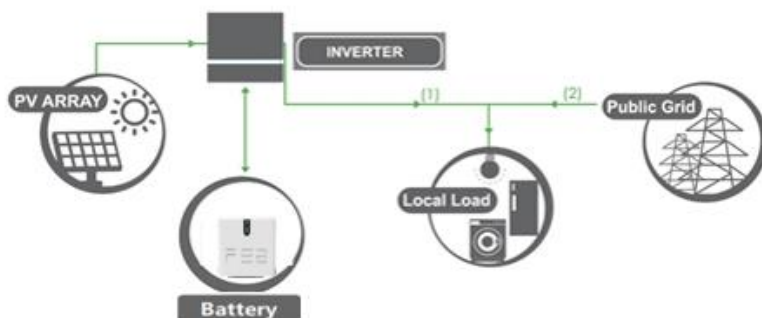 INVERTER
PV ARRAY
(1)
(2)
Public Grid
Local Load
Battery